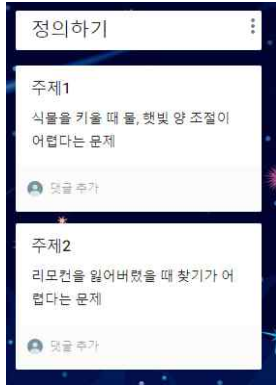 정의하기
주제1
식물을 키울 때 물, 햇빛 양 조절이
어렵다는 문제
댓글 추가
주제2
리모컨을 잃어버렸을 때 찾기가 어
렵다는 문제
댓글 추가